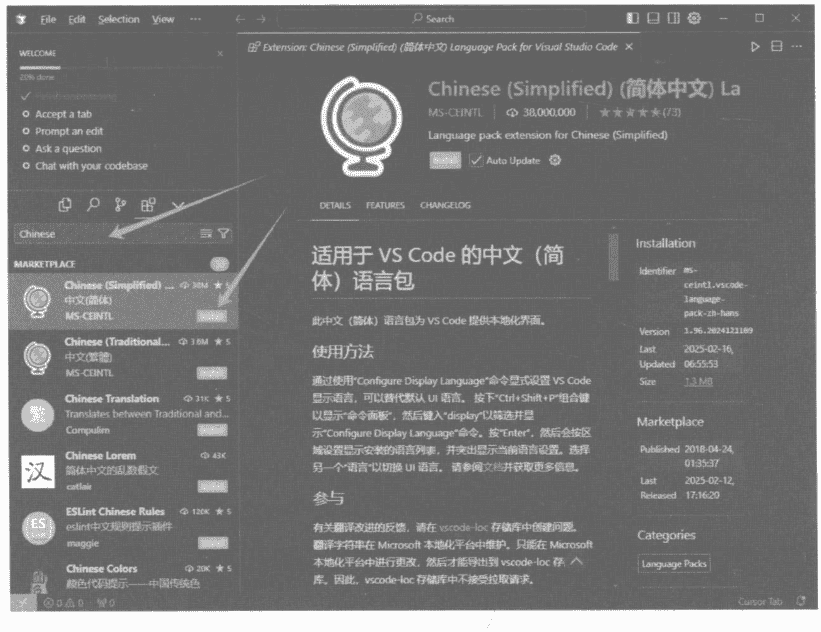 File Edit Selection View ... Search
WELCOME
20% done
Accept a tab
Prompt an edit
Ask a question
Chat with your codebase
Chinese
MARKETPLACE
Chinese (Simplified) ... 38M 5
中文(简体)
MS-CEINTL
Install
Chinese (Traditional... 3.6M 5
中文(繁體)
MS-CEINTL
Install
繁
Chinese Translation 31K 5
Translates between Traditional and...
Compulim
Install
汉
Chinese Lorem 43K
简体中文的乱数假文
catlair
Install
ES
Chinese Rules
ESLint Chinese Rules 120K 5
eslint中文规则提示插件
maggie
Install
Chinese Colors 20K 5
颜色代码提示——中国传统色
Extension: Chinese (Simplified) (简体中文) Language Pack for Visual Studio Code
Chinese (Simplified) (简体中文) La
MS-CEINTL 38,000,000 (73)
Language pack extension for Chinese (Simplified)
Install Auto Update
DETAILS FEATURES CHANGELOG
适用于 VS Code 的中文（简
体）语言包
此中文（简体）语言包为 VS Code 提供本地化界面。
使用方法
通过使用"Configure Display Language"命令显式设置 VS Code
显示语言，可以替代默认 UI 语言。 按下"Ctrl+Shift+P"组合键
以显示"命令面板"，然后键入"display"以筛选并显
示"Configure Display Language"命令。按"Enter"，然后会按区
域设置显示安装的语言列表，并突出显示当前语言设置。选择
另一个"语言"以切换 UI 语言。 请参阅文档并获取更多信息。
参与
有关翻译改进的反馈，请在 vscode-loc 存储库中创建问题。
翻译字符串在 Microsoft 本地化平台中维护。只能在 Microsoft
本地化平台中进行更改，然后才能导出到 vscode-loc 存
库。因此，vscode-loc 存储库中不接受拉取请求。
Installation
Identifier ms-
ceintl.vscode-
language-
pack-zh-hans
Version 1.96.2024121109
Last 2025-02-16,
Updated 06:55:53
Size 1.3 MB
Marketplace
Published 2018-04-24,
01:35:37
Last 2025-02-12,
Released 17:16:20
Categories
Language Packs
0 0 0 Cursor Tab